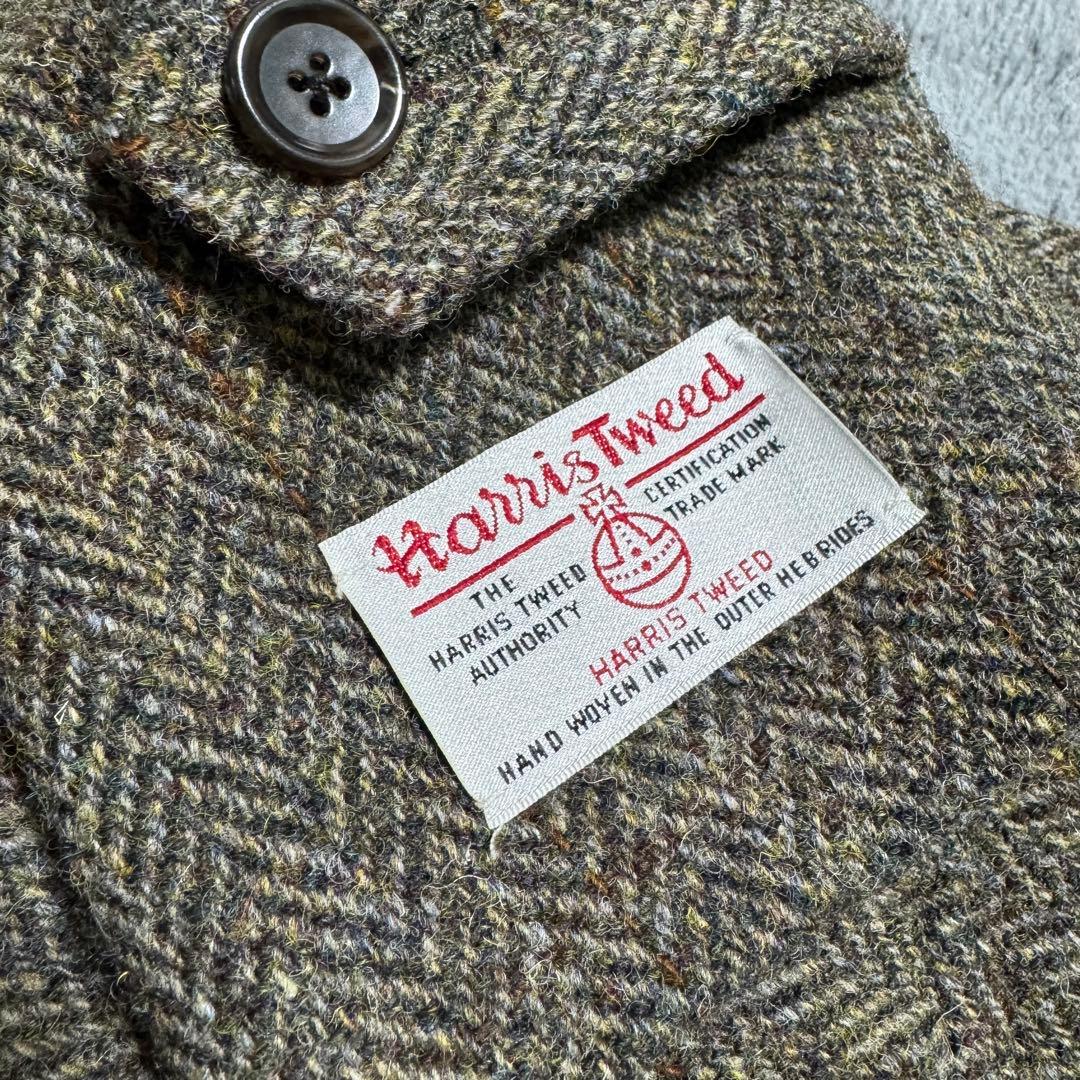 Harris Tweed
THE
HARRIS TWEED
AUTHORITY
CERTIFICATION
TRADE MARK
HARRIS TWEED
HAND WOVEN IN THE OUTER HEBRIDES